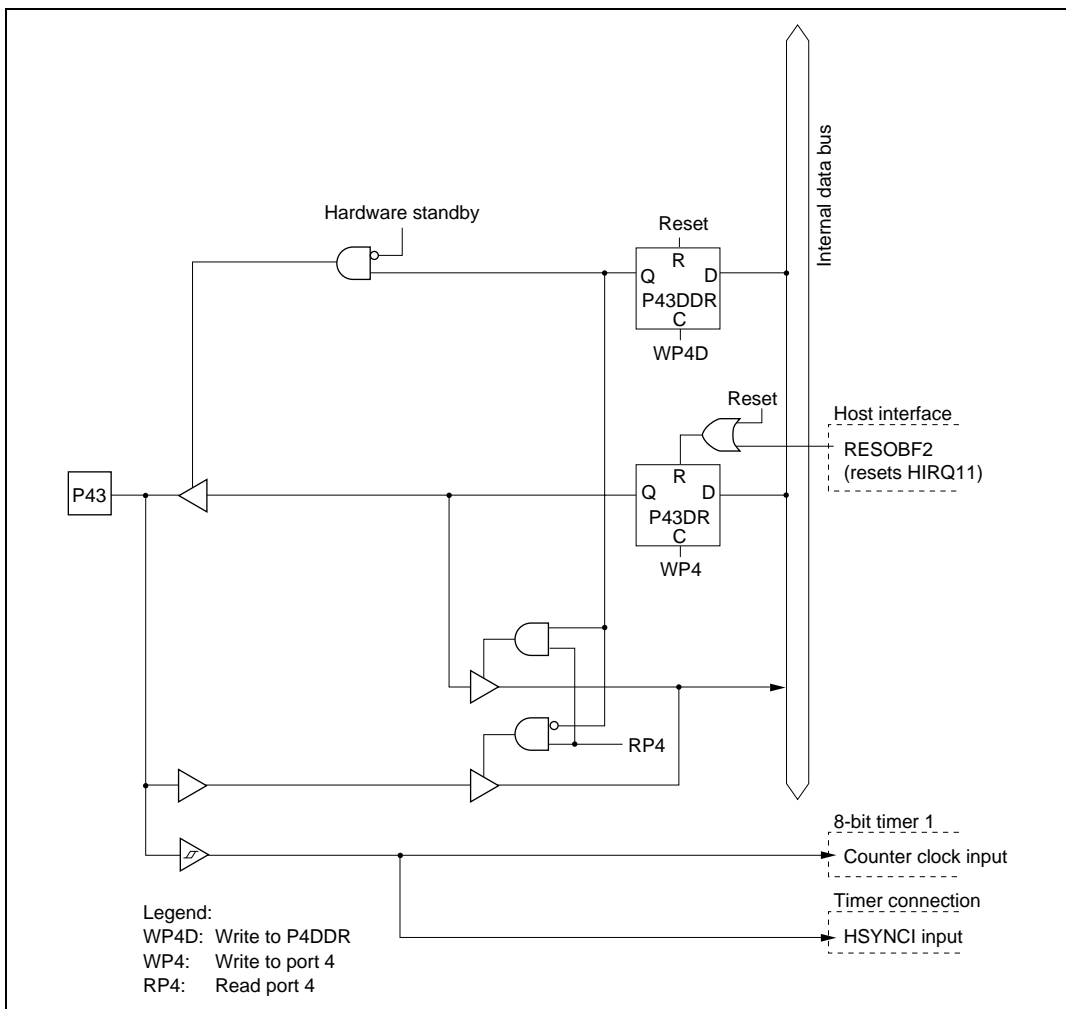 Internal data bus
Hardware standby
Reset
R
Q
D
P43DDR
C
WP4D
Reset
Host interface
RESOBF2
(resets HIRQ11)
R
P43
Q
D
P43DR
C
WP4
RP4
8-bit timer 1
Counter clock input
Timer connection
HSYNCI input
Legend:
WP4D: Write to P4DDR
WP4: Write to port 4
RP4: Read port 4